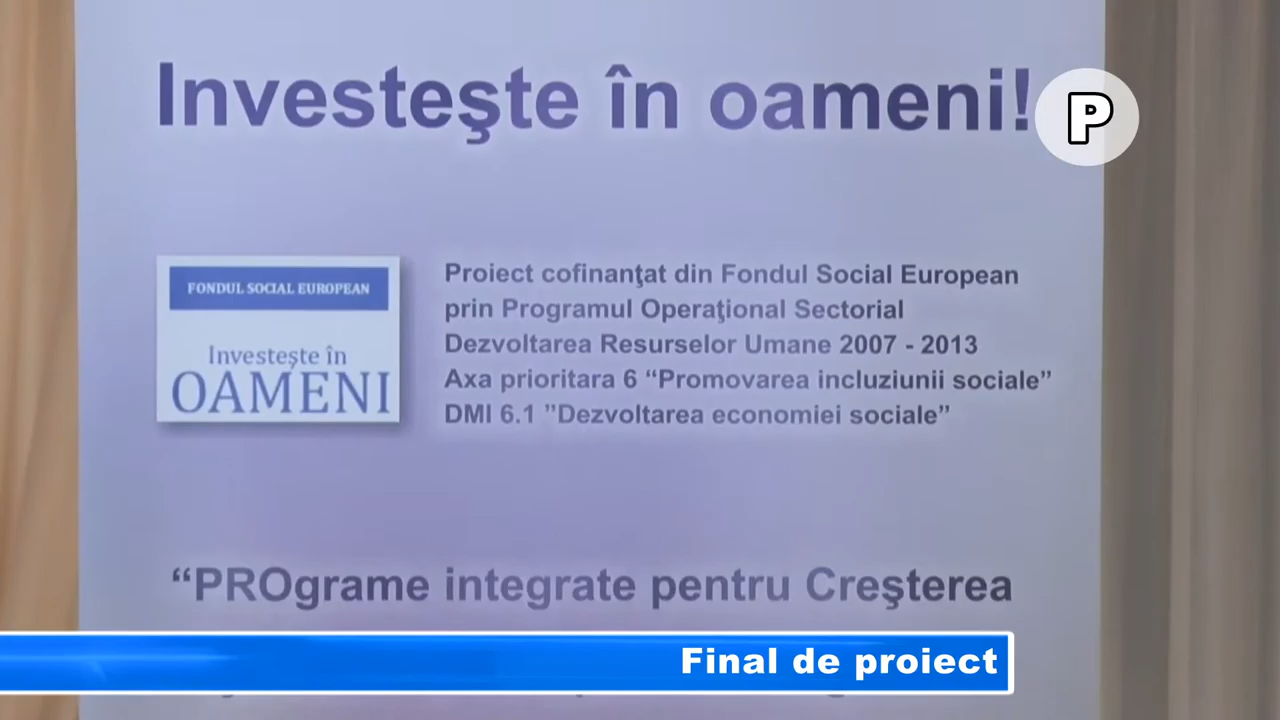 Investeşte în oameni!
P
FONDUL SOCIAL EUROPEAN
Investeşte în
OAMENI
Proiect cofinanţat din Fondul Social European
prin Programul Operaţional Sectorial
Dezvoltarea Resurselor Umane 2007 - 2013
Axa prioritara 6 “Promovarea incluziunii sociale”
DMI 6.1 ”Dezvoltarea economiei sociale”
“PROgrame integrate pentru Creşterea
Final de proiect